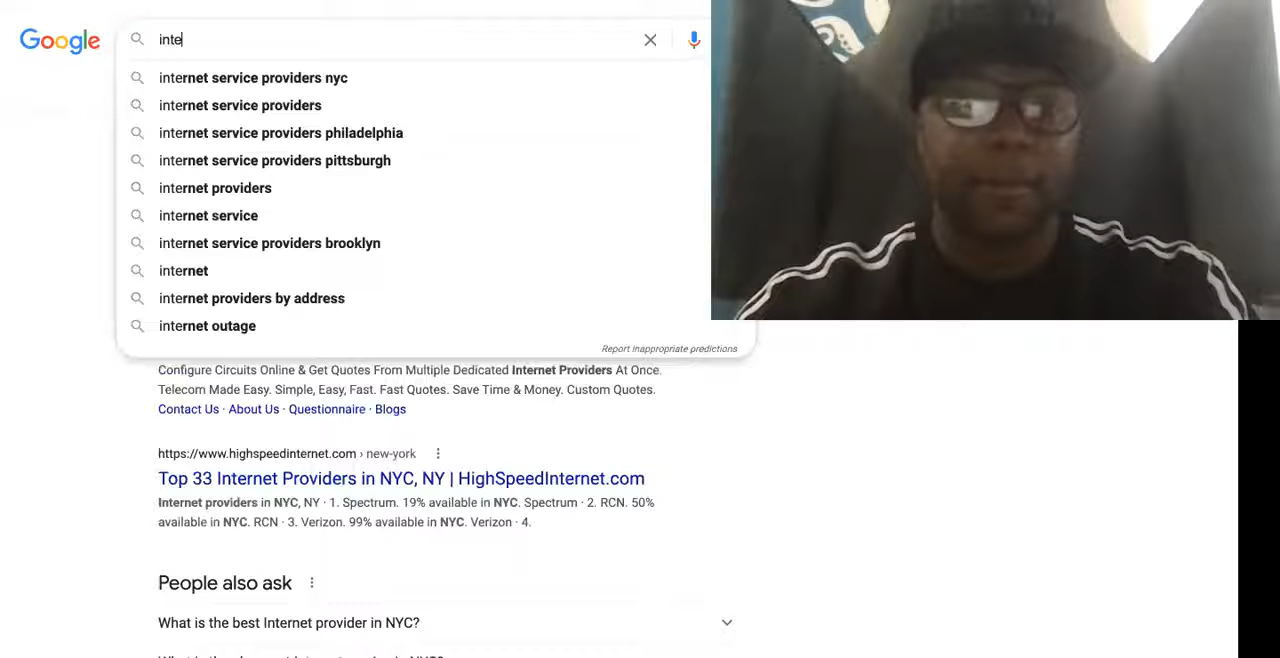 Google
inte
internet service providers nyc
internet service providers
internet service providers philadelphia
internet service providers pittsburgh
internet providers
internet service
internet service providers brooklyn
internet
internet providers by address
internet outage
Report inappropriate predictions
Configure Circuits Online & Get Quotes From Multiple Dedicated Internet Providers At Once.
Telecom Made Easy. Simple, Easy, Fast. Fast Quotes. Save Time & Money. Custom Quotes.
Contact Us · About Us · Questionnaire · Blogs
https://www.highspeedinternet.com › new-york
Top 33 Internet Providers in NYC, NY | HighSpeedInternet.com
Internet providers in NYC, NY · 1. Spectrum. 19% available in NYC. Spectrum · 2. RCN. 50%
available in NYC. RCN · 3. Verizon. 99% available in NYC. Verizon · 4.
People also ask
What is the best Internet provider in NYC?